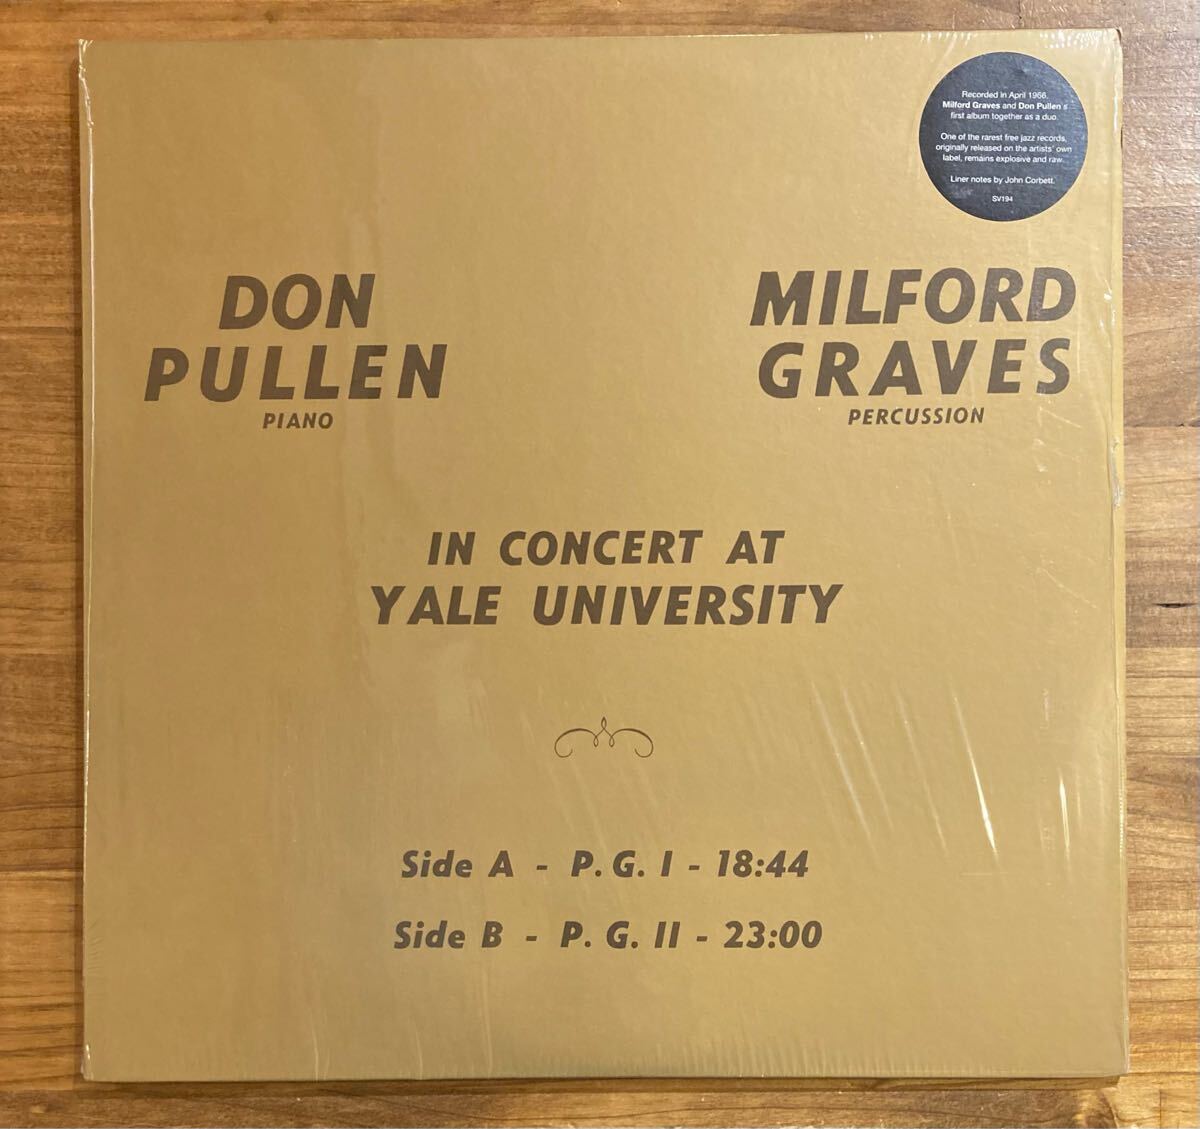 Recorded in April 1966.
Milford Graves and Don Pullen's
first album together as a duo.
One of the rarest free jazz records,
originally released on the artists' own
label, remains explosive and raw.
Liner notes by John Corbett.
SV194
DON
PULLEN
PIANO
MILFORD
GRAVES
PERCUSSION
IN CONCERT AT
YALE UNIVERSITY
Side A - P. G. I - 18:44
Side B - P. G. II - 23:00